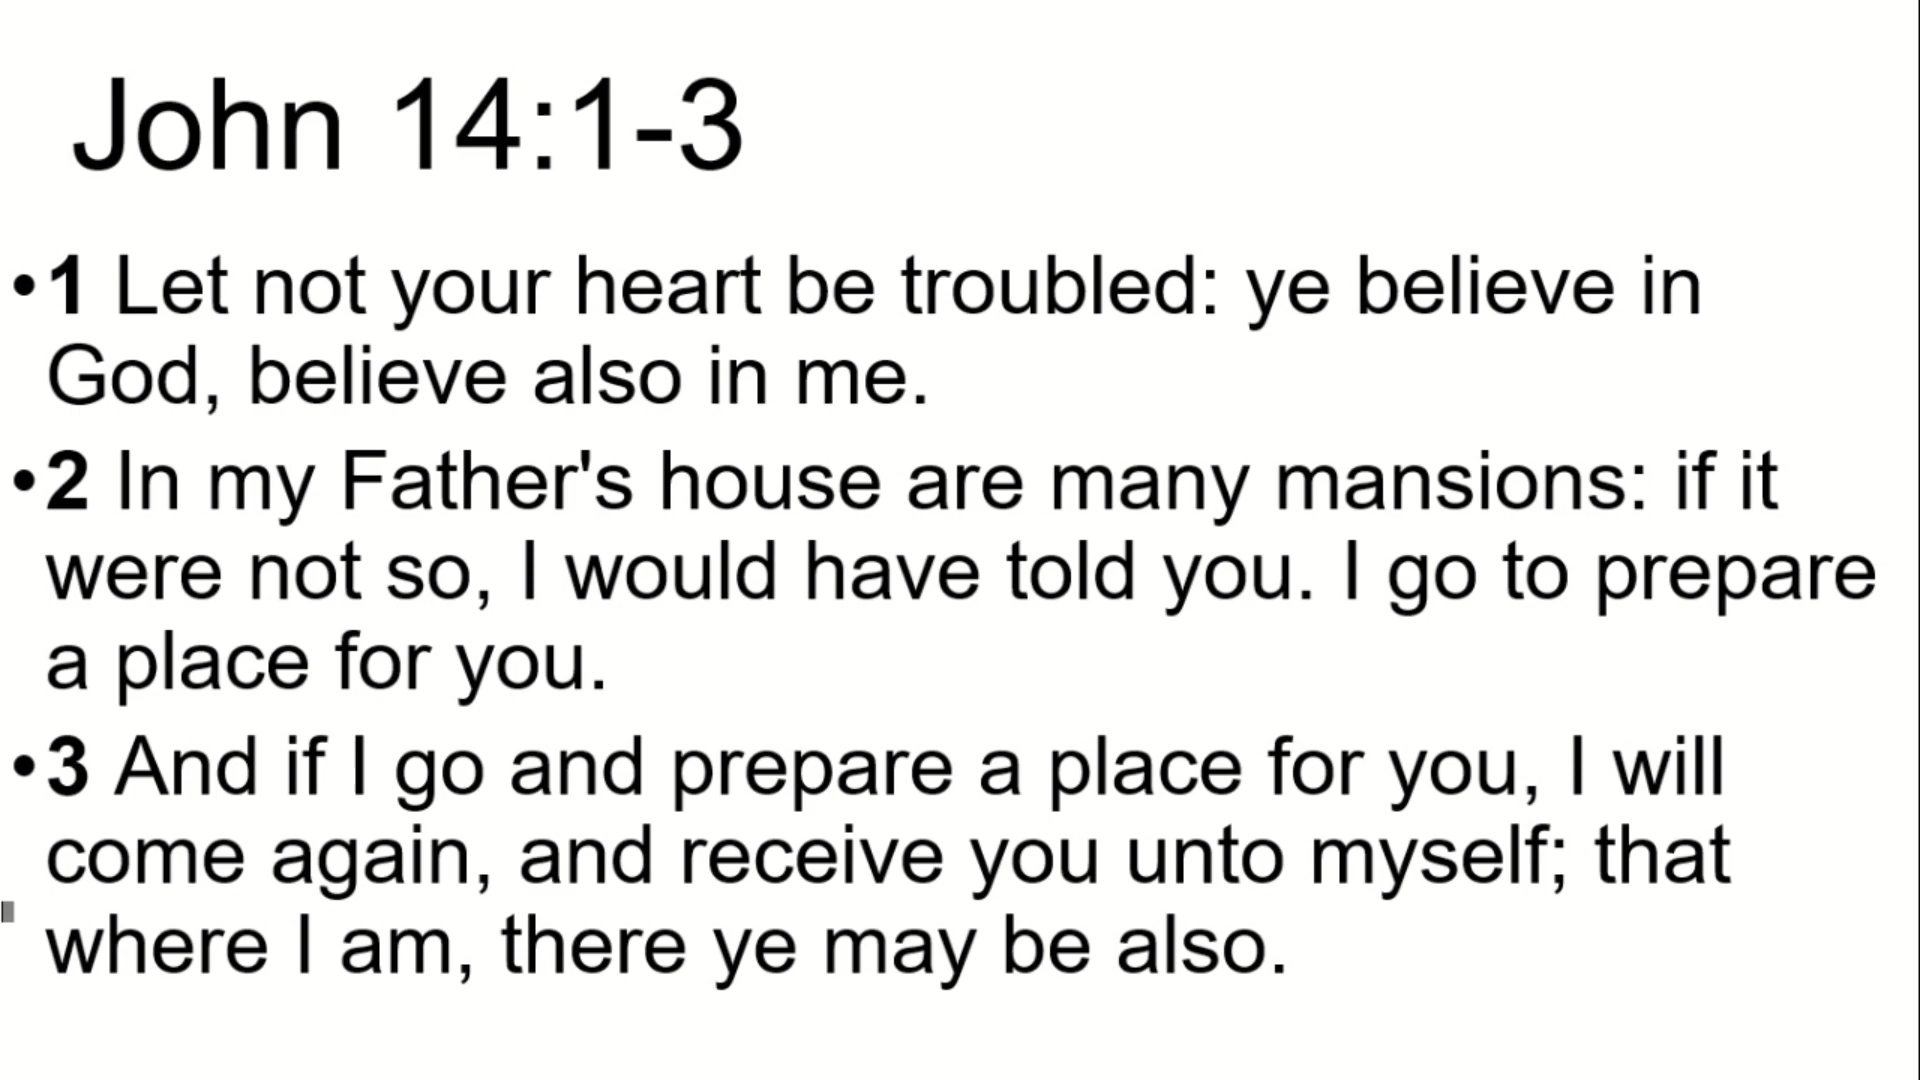 John 14:1-3
•1 Let not your heart be troubled: ye believe in
God, believe also in me.
•2 In my Father's house are many mansions: if it
were not so, I would have told you. I go to prepare
a place for you.
•3 And if I go and prepare a place for you, I will
come again, and receive you unto myself; that
where I am, there ye may be also.